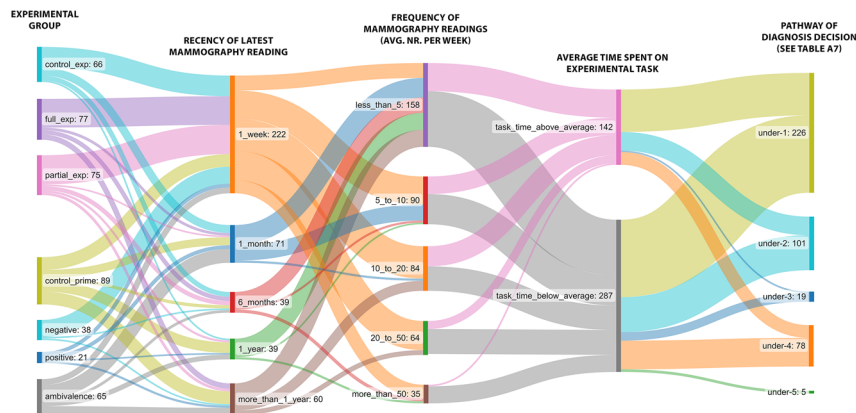 EXPERIMENTAL
GROUP
RECENCY OF LATEST
MAMMOGRAPHY READING
FREQUENCY OF
MAMMOGRAPHY READINGS
(AVG. NR. PER WEEK)
AVERAGE TIME SPENT ON
EXPERIMENTAL TASK
PATHWAY OF
DIAGNOSIS DECISION
(SEE TABLE A7)
control_exp: 66
full_exp: 77
partial_exp: 75
control_prime: 89
negative: 38
positive: 21
ambivalence: 65
1_week: 222
1_month: 71
6_months: 39
1_year: 39
more_than_1_year: 60
less_than_5: 158
5_to_10: 90
10_to_20: 84
20_to_50: 64
more_than_50: 35
task_time_above_average: 142
task_time_below_average: 287
under-1: 226
under-2: 101
under-3: 19
under-4: 78
under-5: 5